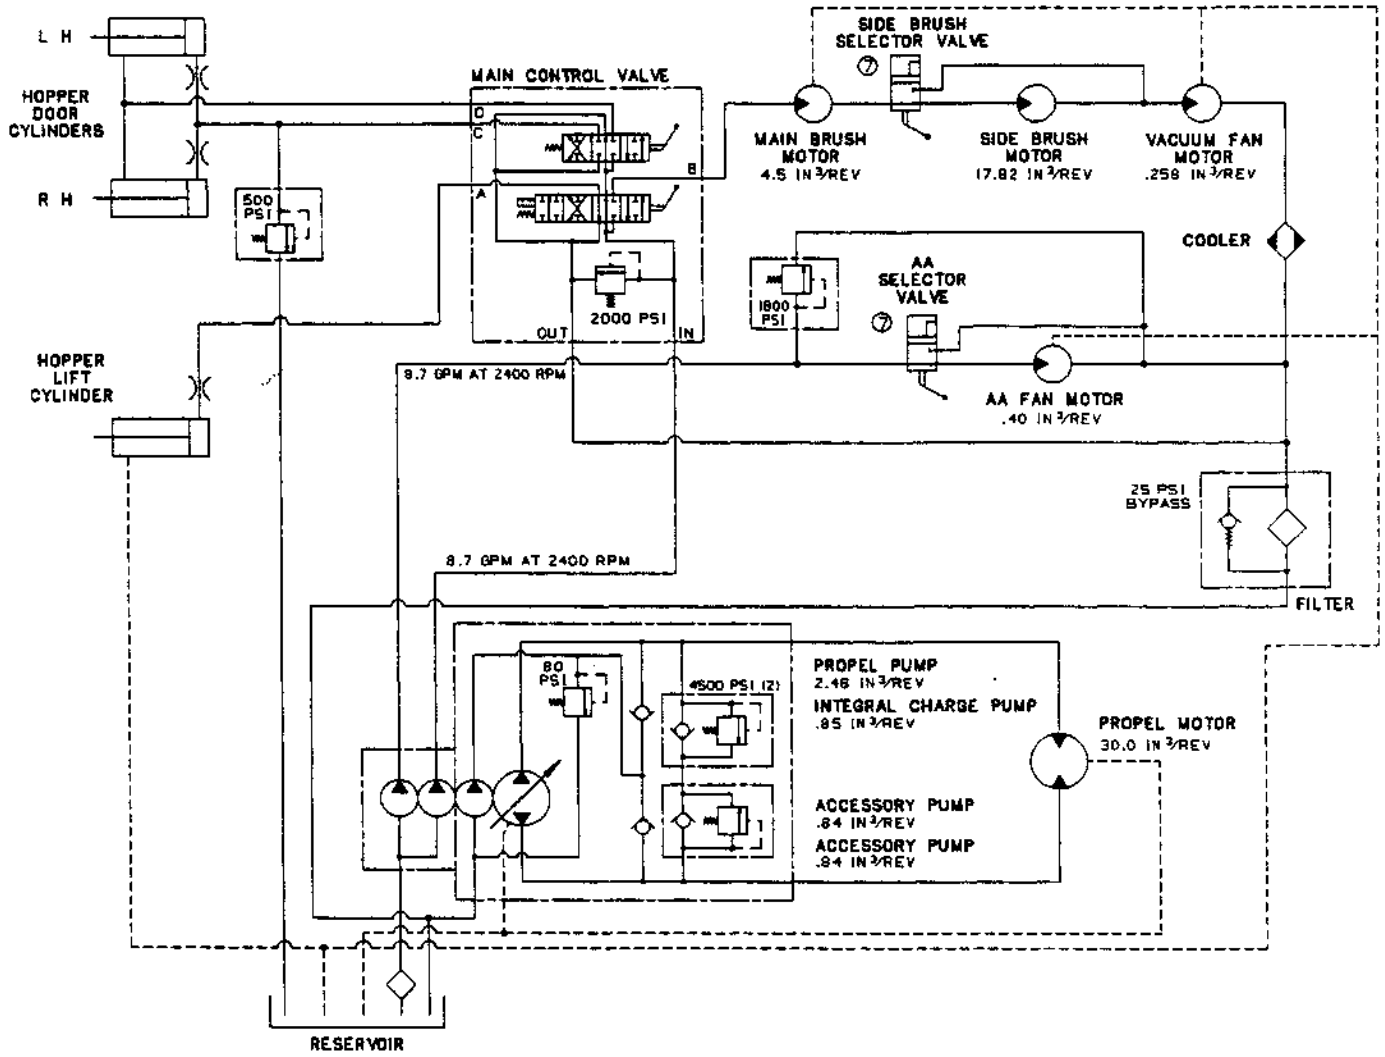 L H
HOPPER
DOOR
CYLINDERS
R H
500
PSI
HOPPER
LIFT
CYLINDER
MAIN CONTROL VALVE
D
C
A
B
2000 PSI
OUT
IN
8.7 GPM AT 2400 RPM
8.7 GPM AT 2400 RPM
SIDE BRUSH
SELECTOR VALVE
7
MAIN BRUSH
MOTOR
4.5 IN³/REV
SIDE BRUSH
MOTOR
17.82 IN³/REV
VACUUM FAN
MOTOR
.258 IN³/REV
COOLER
AA
SELECTOR
VALVE
7
1800
PSI
AA FAN MOTOR
.40 IN³/REV
25 PSI
BYPASS
FILTER
80
PSI
4500 PSI (2)
PROPEL PUMP
2.48 IN³/REV
INTEGRAL CHARGE PUMP
.85 IN³/REV
PROPEL MOTOR
30.0 IN³/REV
ACCESSORY PUMP
.84 IN³/REV
ACCESSORY PUMP
.84 IN³/REV
RESERVOIR